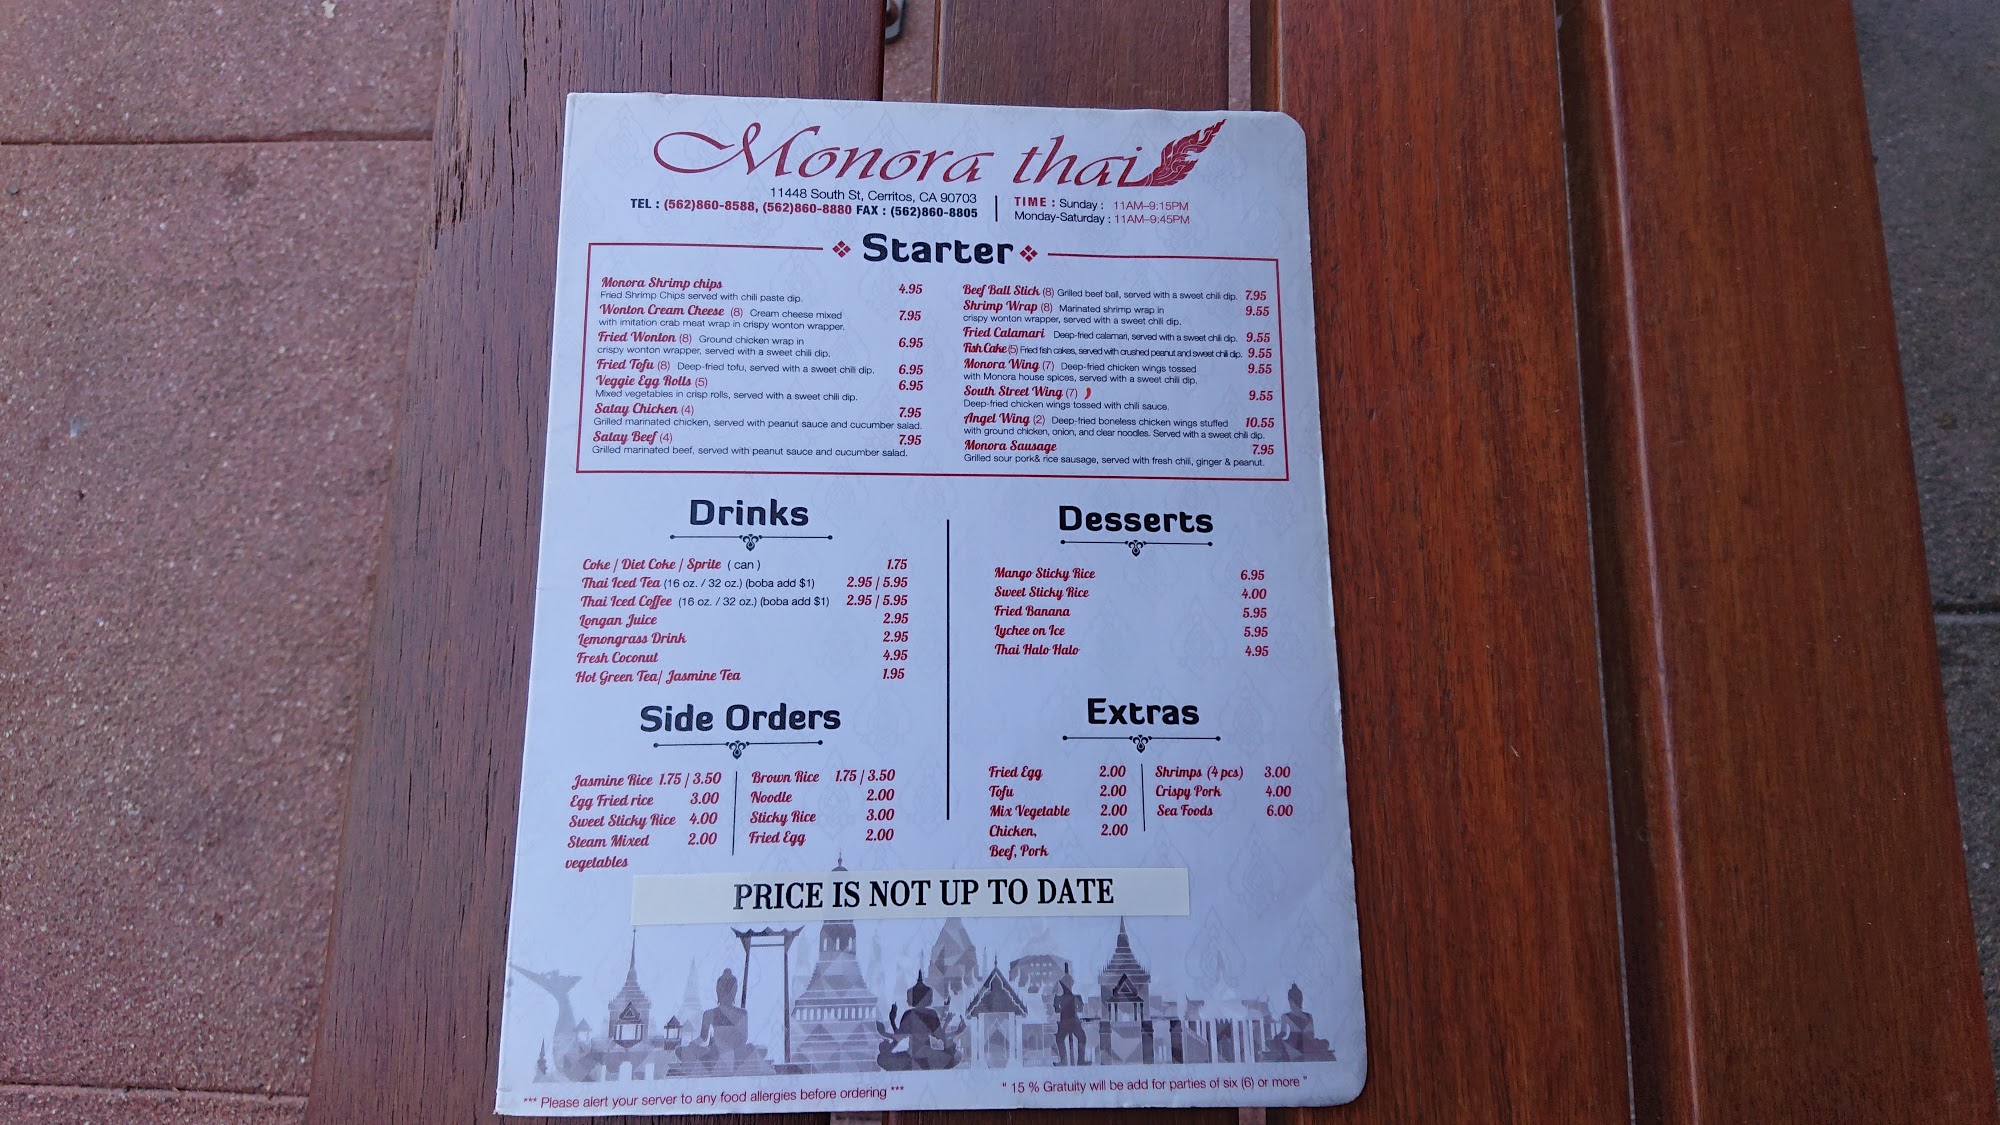 Monora thai
11448 South St, Cerritos, CA 90703
TEL : (562)860-8588, (562)860-8880 FAX : (562)860-8805
TIME : Sunday : 11AM–9:15PM
Monday-Saturday : 11AM–9:45PM
Starter
Monora Shrimp chips 4.95
Fried Shrimp Chips served with chili paste dip.
Wonton Cream Cheese (8) Cream cheese mixed 7.95
with imitation crab meat wrap in crispy wonton wrapper.
Fried Wonton (8) Ground chicken wrap in 6.95
crispy wonton wrapper, served with a sweet chili dip.
Fried Tofu (8) Deep-fried tofu, served with a sweet chili dip. 6.95
Veggie Egg Rolls (5) 6.95
Mixed vegetables in crisp rolls, served with a sweet chili dip.
Satay Chicken (4) 7.95
Grilled marinated chicken, served with peanut sauce and cucumber salad.
Satay Beef (4) 7.95
Grilled marinated beef, served with peanut sauce and cucumber salad.
Beef Ball Stick (8) Grilled beef ball, served with a sweet chili dip. 7.95
Shrimp Wrap (8) Marinated shrimp wrap in 9.55
crispy wonton wrapper, served with a sweet chili dip.
Fried Calamari Deep-fried calamari, served with a sweet chili dip. 9.55
Fish Cake (5) Fried fish cakes, served with crushed peanut and sweet chili dip. 9.55
Monora Wing (7) Deep-fried chicken wings tossed 9.55
with Monora house spices, served with a sweet chili dip.
South Street Wing (7) 9.55
Deep-fried chicken wings tossed with chili sauce.
Angel Wing (2) Deep-fried boneless chicken wings stuffed 10.55
with ground chicken, onion, and clear noodles. Served with a sweet chili dip.
Monora Sausage 7.95
Grilled sour pork& rice sausage, served with fresh chili, ginger & peanut.
Drinks
Coke / Diet Coke / Sprite ( can ) 1.75
Thai Iced Tea (16 oz. / 32 oz.) (boba add $1) 2.95 / 5.95
Thai Iced Coffee (16 oz. / 32 oz.) (boba add $1) 2.95 / 5.95
Longan Juice 2.95
Lemongrass Drink 2.95
Fresh Coconut 4.95
Hot Green Tea/ Jasmine Tea 1.95
Desserts
Mango Sticky Rice 6.95
Sweet Sticky Rice 4.00
Fried Banana 5.95
Lychee on Ice 5.95
Thai Halo Halo 4.95
Side Orders
Jasmine Rice 1.75 / 3.50
Egg Fried rice 3.00
Sweet Sticky Rice 4.00
Steam Mixed 2.00
vegetables
Brown Rice 1.75 / 3.50
Noodle 2.00
Sticky Rice 3.00
Fried Egg 2.00
Extras
Fried Egg 2.00
Tofu 2.00
Mix Vegetable 2.00
Chicken, 2.00
Beef, Pork
Shrimps (4 pcs) 3.00
Crispy Pork 4.00
Sea Foods 6.00
PRICE IS NOT UP TO DATE
*** Please alert your server to any food allergies before ordering ***
" 15 % Gratuity will be add for parties of six (6) or more "